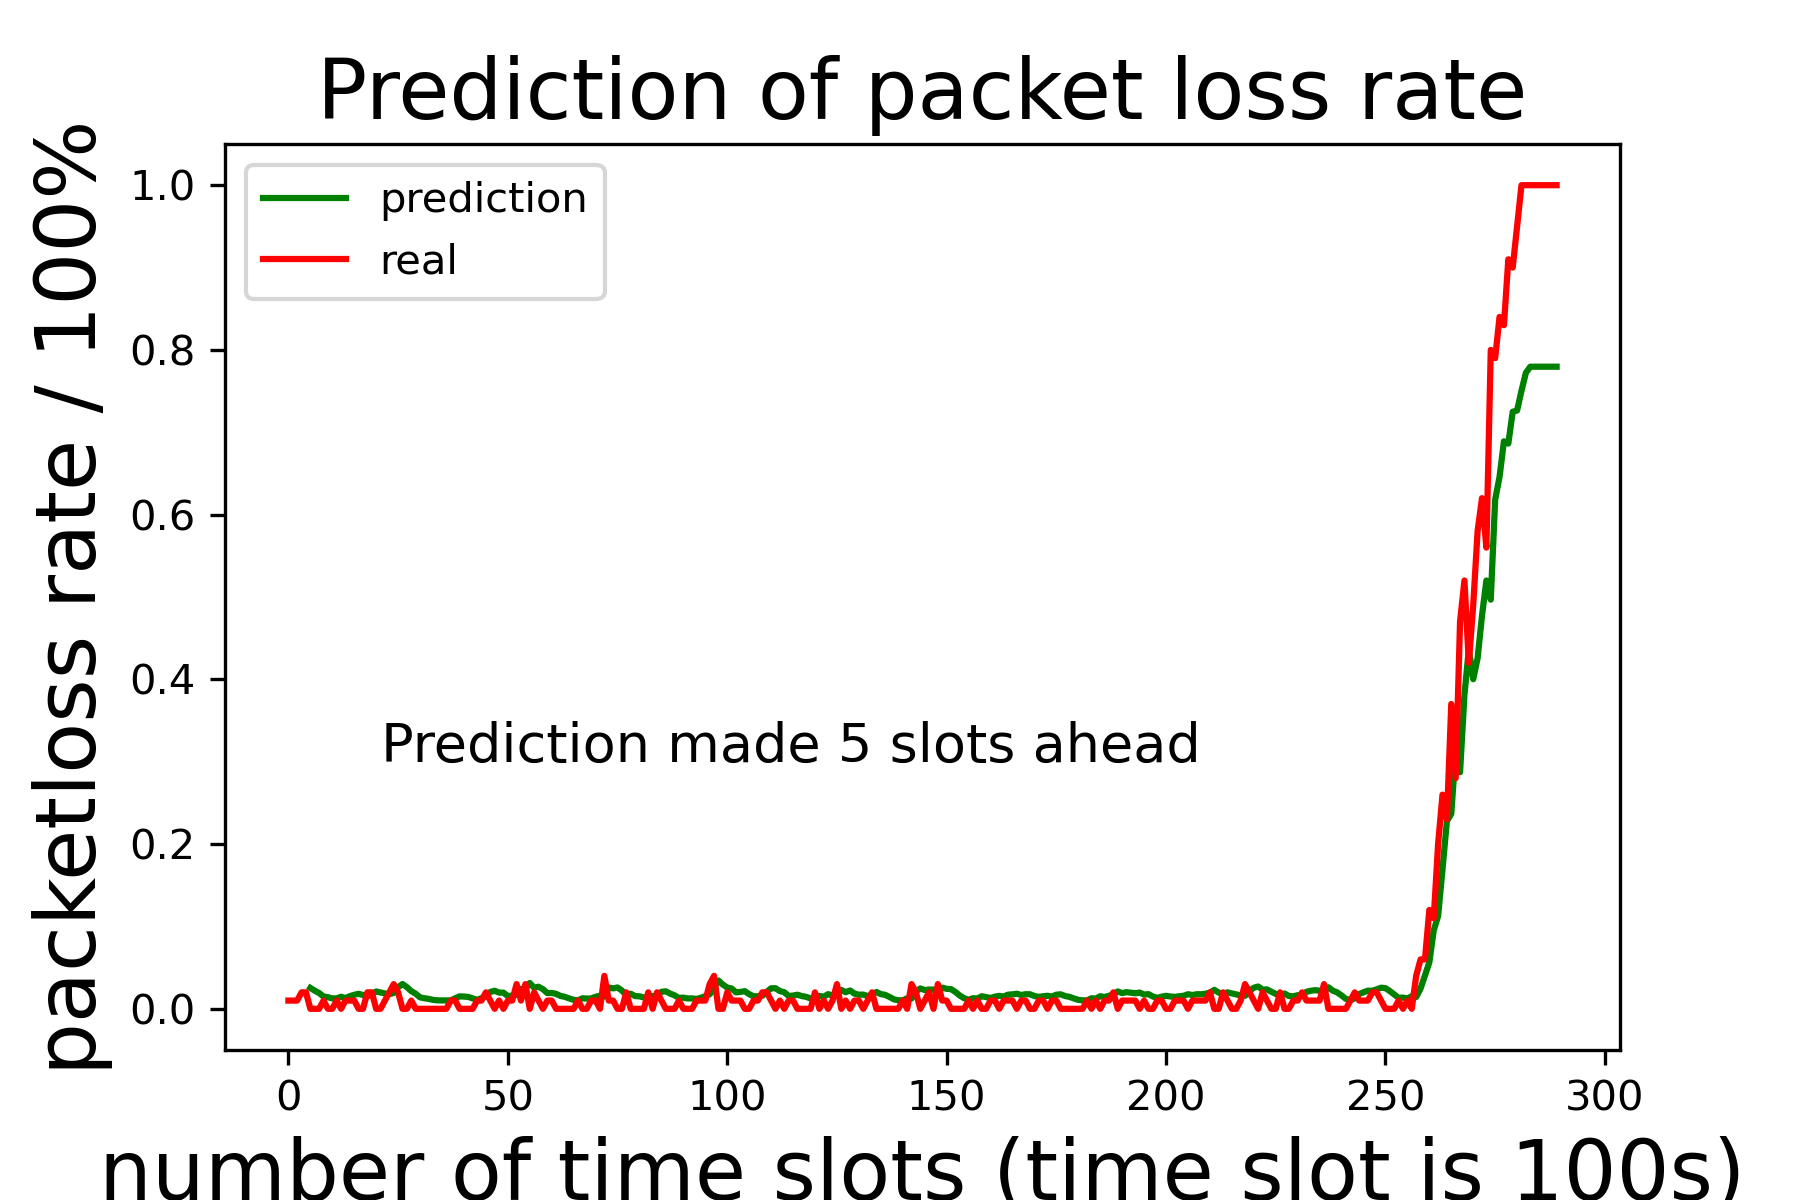 Prediction of packet loss rate
packetloss rate / 100%
1.0
0.8
0.6
0.4
0.2
0.0
prediction
real
Prediction made 5 slots ahead
0 50 100 150 200 250 300
number of time slots (time slot is 100s)